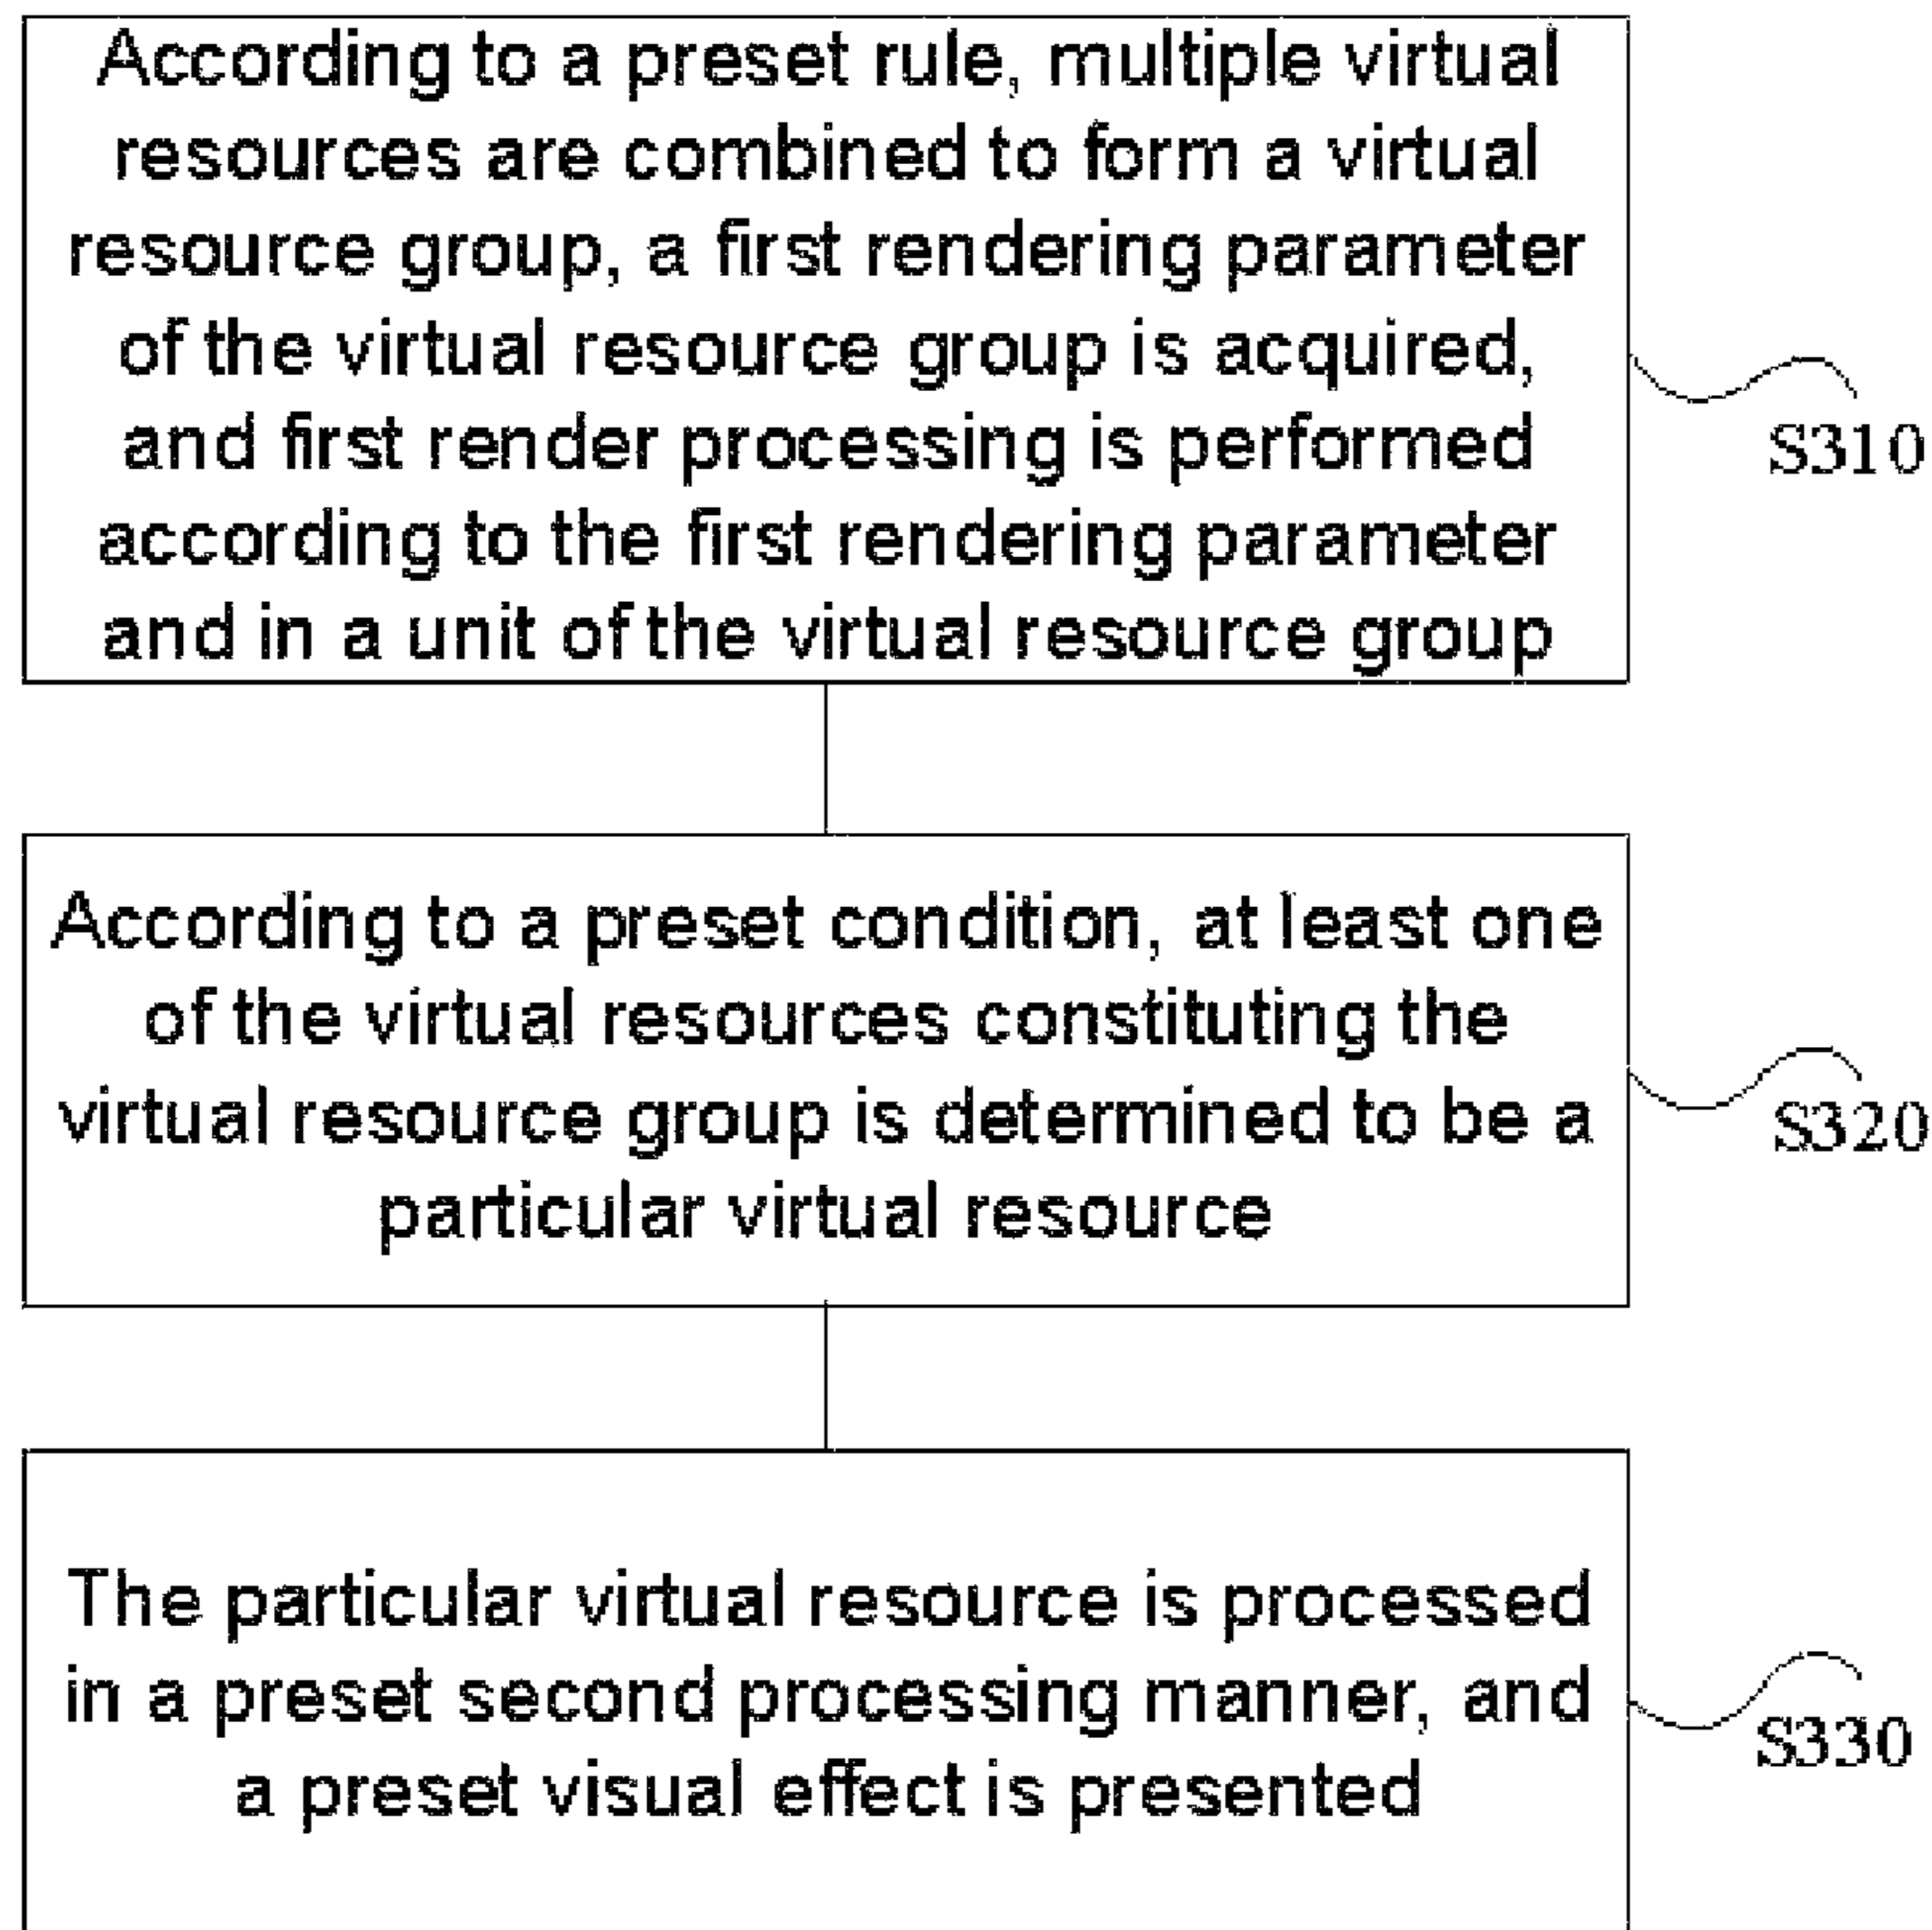 According to a preset rule, multiple virtual
resources are combined to form a virtual
resource group, a first rendering parameter
of the virtual resource group is acquired,
and first render processing is performed
according to the first rendering parameter
and in a unit of the virtual resource group
S310
According to a preset condition, at least one
of the virtual resources constituting the
virtual resource group is determined to be a
particular virtual resource
S320
The particular virtual resource is processed
in a preset second processing manner, and
a preset visual effect is presented
S330